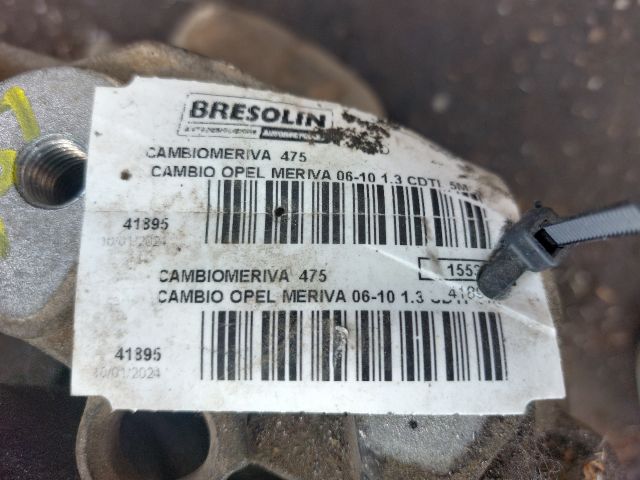 BRESOLIN
CAMBIOMERIVA 475
CAMBIO OPEL MERIVA 06-10 1.3 CDTI 5M
41895
10/01/2024
CAMBIOMERIVA 475
CAMBIO OPEL MERIVA 06-10 1.3 CDTI
41895
10/01/2024